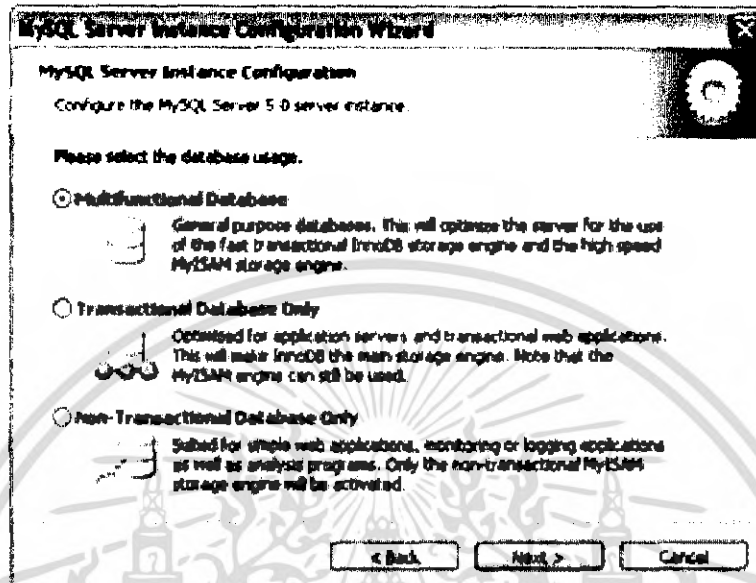 MySQL Server Instance Configuration Wizard
MySQL Server Instance Configuration
Configure the MySQL Server 5.0 server instance.
Please select the database usage.
Multifunctional Database
General purpose databases. This will optimize the server for the use
of the fast transactional InnoDB storage engine and the high speed
MyISAM storage engine.
Transactional Database Only
Optimized for application servers and transactional web applications.
This will make InnoDB the main storage engine. Note that the
MyISAM engine can still be used.
Non-Transactional Database Only
Suited for simple web applications, monitoring or logging applications
as well as analysis programs. Only the non-transactional MyISAM
storage engine will be activated.
< Back Next > Cancel